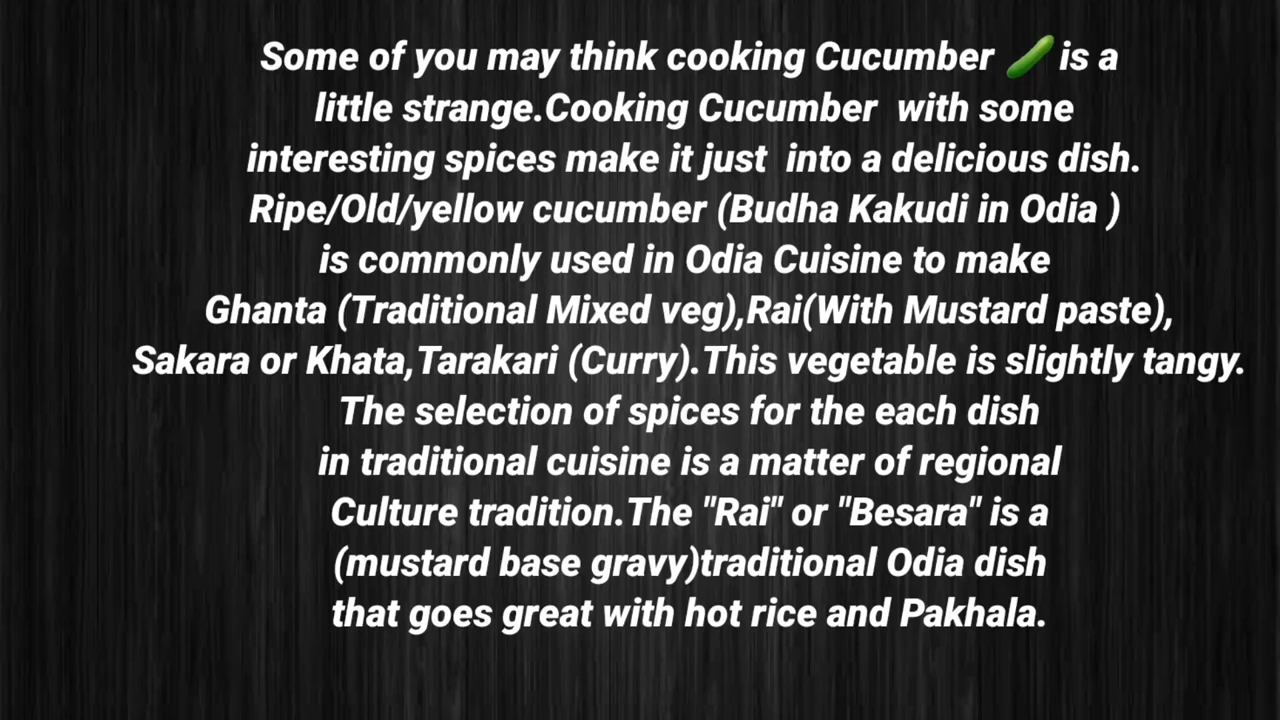 Some of you may think cooking Cucumber 🥒 is a
little strange.Cooking Cucumber  with some
interesting spices make it just  into a delicious dish.
Ripe/Old/yellow cucumber (Budha Kakudi in Odia )
is commonly used in Odia Cuisine to make
Ghanta (Traditional Mixed veg),Rai(With Mustard paste),
Sakara or Khata,Tarakari (Curry).This vegetable is slightly tangy.
The selection of spices for the each dish
in traditional cuisine is a matter of regional
Culture tradition.The "Rai" or "Besara" is a
(mustard base gravy)traditional Odia dish
that goes great with hot rice and Pakhala.